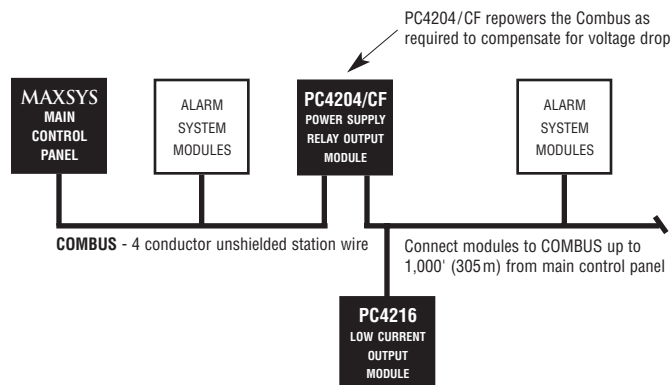 PC4204/CF repowers the Combus as
required to compensate for voltage drop
MAXSYS
MAIN
CONTROL
PANEL
ALARM
SYSTEM
MODULES
PC4204/CF
POWER SUPPLY
RELAY OUTPUT
MODULE
ALARM
SYSTEM
MODULES
COMBUS - 4 conductor unshielded station wire
Connect modules to COMBUS up to
1,000' (305m) from main control panel
PC4216
LOW CURRENT
OUTPUT
MODULE